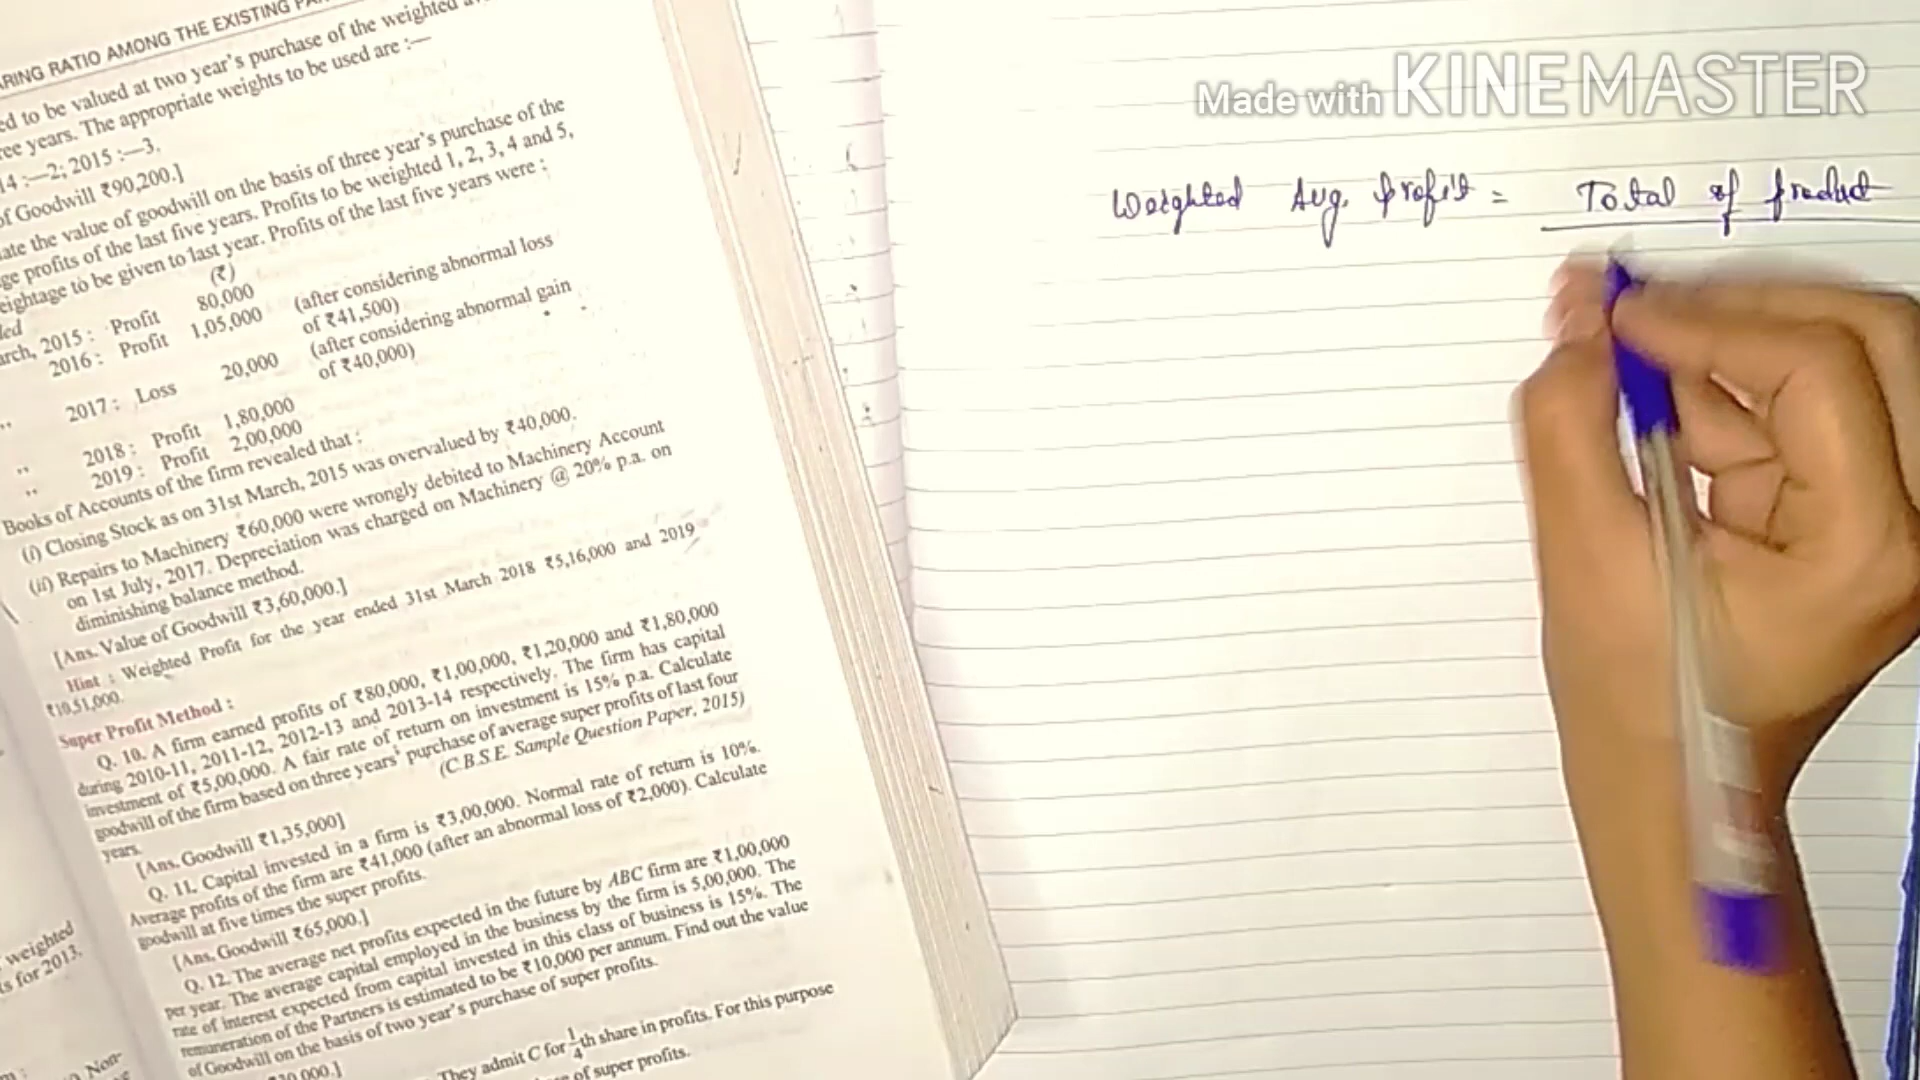 ARING RATIO AMONG THE EXISTING
ed to be valued at two year's purchase of the weighted
ree years. The appropriate weights to be used are :—
14 :—2; 2015 :—3.
of Goodwill ₹90,200.]
ate the value of goodwill on the basis of three year's purchase of the
ge profits of the last five years. Profits to be weighted 1, 2, 3, 4 and 5,
eightage to be given to last year. Profits of the last five years were :
led (₹)
arch, 2015 : Profit 80,000
2016 : Profit 1,05,000 (after considering abnormal loss
of ₹41,500)
,, 2017 : Loss 20,000 (after considering abnormal gain
of ₹40,000)
,, 2018 : Profit 1,80,000
,, 2019 : Profit 2,00,000
Books of Accounts of the firm revealed that :
(i) Closing Stock as on 31st March, 2015 was overvalued by ₹40,000.
(ii) Repairs to Machinery ₹60,000 were wrongly debited to Machinery Account
on 1st July, 2017. Depreciation was charged on Machinery @ 20% p.a. on
diminishing balance method.
[Ans. Value of Goodwill ₹3,60,000.]
Hint : Weighted Profit for the year ended 31st March 2018 ₹5,16,000 and 2019
₹10,51,000.
Super Profit Method :
Q. 10. A firm earned profits of ₹80,000, ₹1,00,000, ₹1,20,000 and ₹1,80,000
during 2010-11, 2011-12, 2012-13 and 2013-14 respectively. The firm has capital
investment of ₹5,00,000. A fair rate of return on investment is 15% p.a. Calculate
goodwill of the firm based on three years' purchase of average super profits of last four
years. (C.B.S.E. Sample Question Paper, 2015)
[Ans. Goodwill ₹1,35,000]
Q. 11. Capital invested in a firm is ₹3,00,000. Normal rate of return is 10%.
Average profits of the firm are ₹41,000 (after an abnormal loss of ₹2,000). Calculate
goodwill at five times the super profits.
[Ans. Goodwill ₹65,000.]
Q. 12. The average net profits expected in the future by ABC firm are ₹1,00,000
per year. The average capital employed in the business by the firm is 5,00,000. The
rate of interest expected from capital invested in this class of business is 15%. The
remuneration of the Partners is estimated to be ₹10,000 per annum. Find out the value
of Goodwill on the basis of two year's purchase of super profits.
They admit C for 1/4th share in profits. For this purpose
of super profits.
weighted
s for 2013.
Non-
Made with KINEMASTER
Weighted Avg. Profit = Total of Product